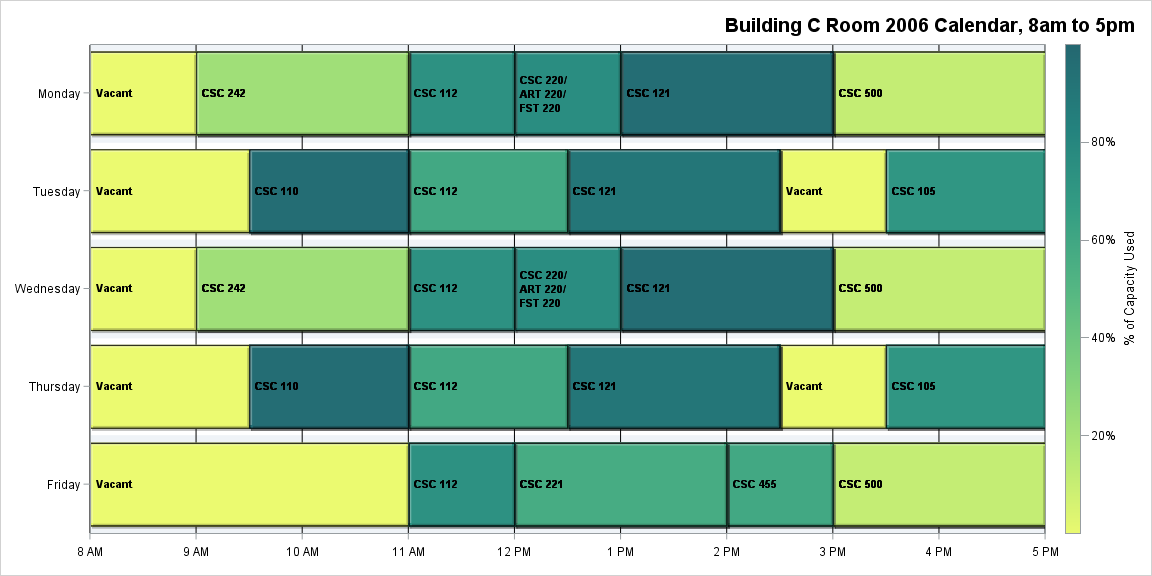 Building C Room 2006 Calendar, 8am to 5pm
Monday
Vacant
CSC 242
CSC 112
CSC 220/
ART 220/
FST 220
CSC 121
CSC 500
Tuesday
Vacant
CSC 110
CSC 112
CSC 121
Vacant
CSC 105
Wednesday
Vacant
CSC 242
CSC 112
CSC 220/
ART 220/
FST 220
CSC 121
CSC 500
Thursday
Vacant
CSC 110
CSC 112
CSC 121
Vacant
CSC 105
Friday
Vacant
CSC 112
CSC 221
CSC 455
CSC 500
8 AM
9 AM
10 AM
11 AM
12 PM
1 PM
2 PM
3 PM
4 PM
5 PM
80%
60%
40%
20%
% of Capacity Used